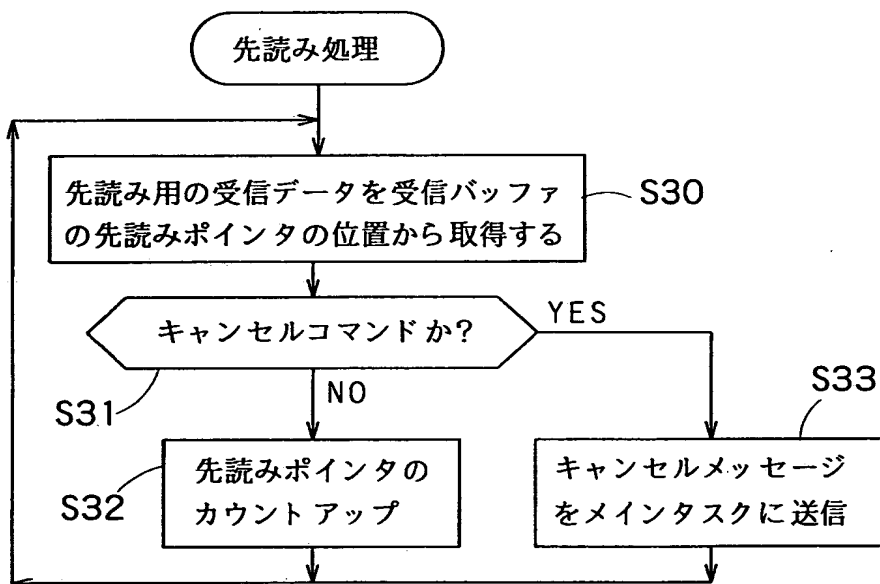 先読み処理
先読み用の受信データを受信バッファ
の先読みポインタの位置から取得する
S30
キャンセルコマンドか?
YES
S31
NO
S33
先読みポインタの
カウントアップ
S32
キャンセルメッセージ
をメインタスクに送信